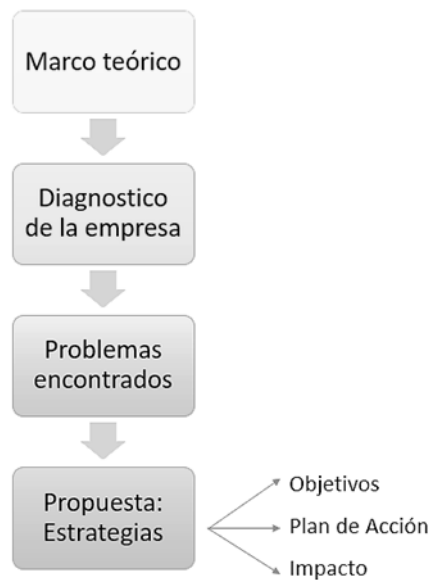 Marco teórico
Diagnostico
de la empresa
Problemas
encontrados
Propuesta:
Estrategias
Objetivos
Plan de Acción
Impacto